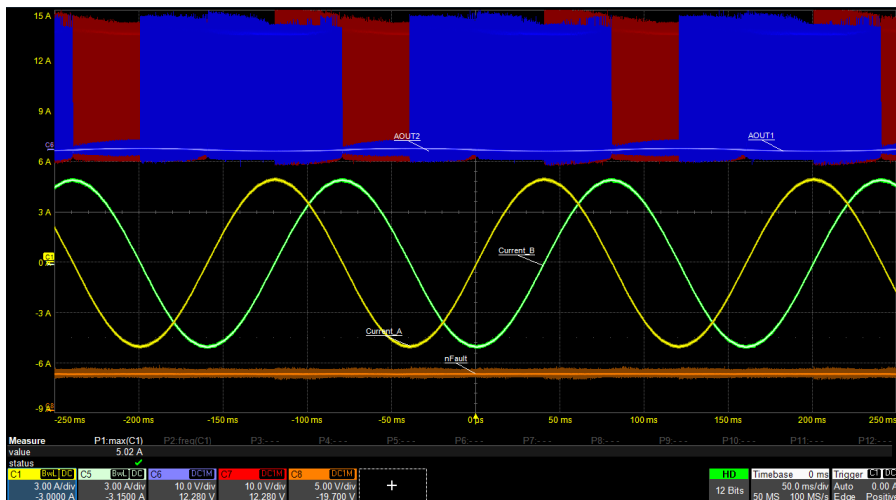 15 A
12 A
9 A
C6
AOUT2
AOUT1
6 A
3 A
C1
0 A
Current_B
-3 A
Current_A
-6 A
nFault
-9 A
-250 ms -200 ms -150 ms -100 ms -50 ms 0 s 50 ms 100 ms 150 ms 200 ms 250 ms
Measure P1:max(C1) P2:freq(C1) P3:- - - P4:- - - P5:- - - P6:- - - P7:- - - P8:- - - P9:- - - P10:- - - P11:- - - P12:- - -
value 5.02 A
status
C1 BwL DC C5 BwL DC C6 DC1M C7 DC1M C8 DC1M HD Timebase 0 ms Trigger C1 DC
3.00 A/div 3.00 A/div 10.0 V/div 10.0 V/div 5.00 V/div + 50.0 ms/div Auto 0.00 A
-3.0000 A -3.1500 A 12.280 V 12.280 V -19.700 V 12 Bits 50 MS 100 MS/s Edge Positiv